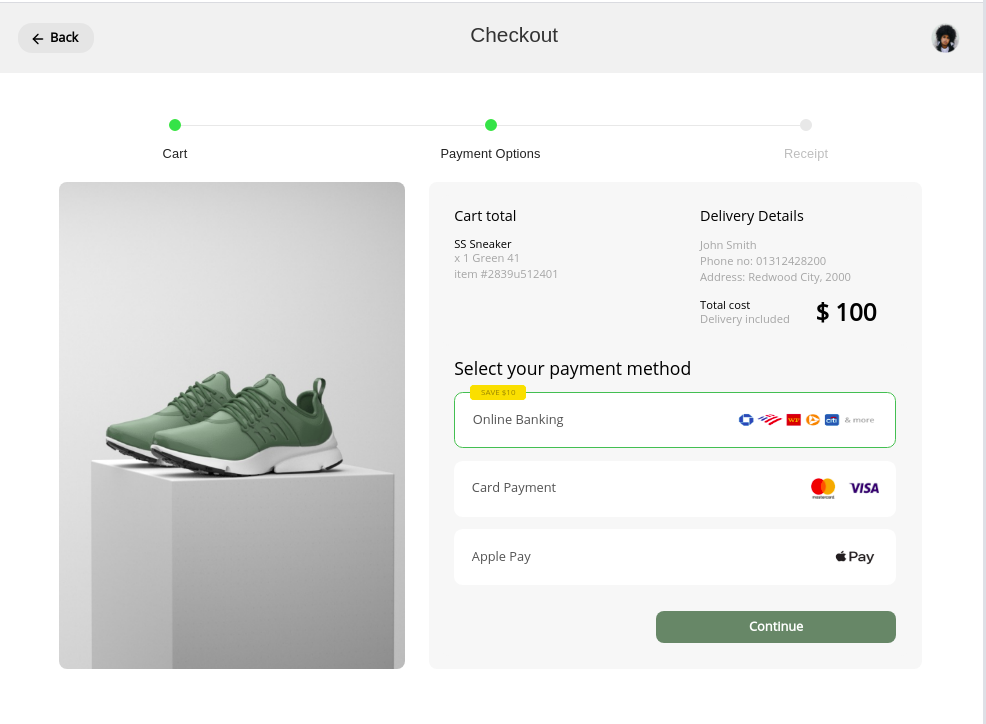 Back
Checkout
Cart
Payment Options
Receipt
Cart total
SS Sneaker
x 1 Green 41
item #2839u512401
Delivery Details
John Smith
Phone no: 01312428200
Address: Redwood City, 2000
Total cost
Delivery included
$ 100
Select your payment method
SAVE $10
Online Banking
citi
& more
Card Payment
mastercard
VISA
Apple Pay
Pay
Continue